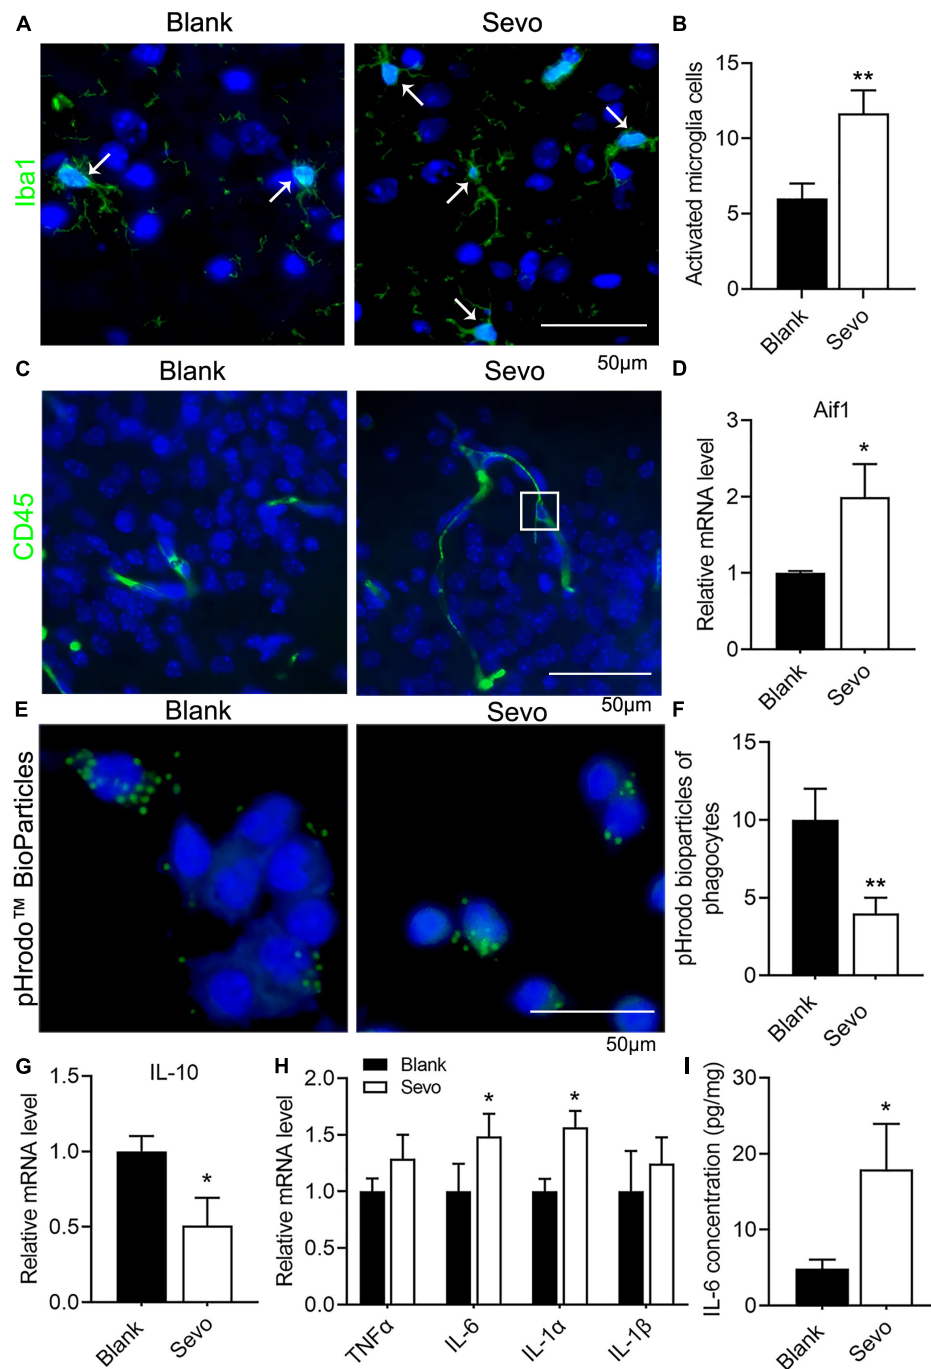 A
Blank
Sevo
Iba1
50µm
B
Activated microglia cells
15
10
5
0
**
Blank
Sevo
C
Blank
Sevo
CD45
50µm
D
Aif1
Relative mRNA level
3
2
1
0
*
Blank
Sevo
E
Blank
Sevo
pHrodo™ BioParticles
50µm
F
pHrodo bioparticles of
phagocytes
15
10
5
0
**
Blank
Sevo
G
IL-10
Relative mRNA level
1.5
1.0
0.5
0.0
*
Blank
Sevo
H
Blank
Sevo
Relative mRNA level
2.0
1.5
1.0
0.5
0.0
*
*
TNFα
IL-6
IL-1α
IL-1β
I
IL-6 concentration (pg/mg)
30
20
10
0
*
Blank
Sevo